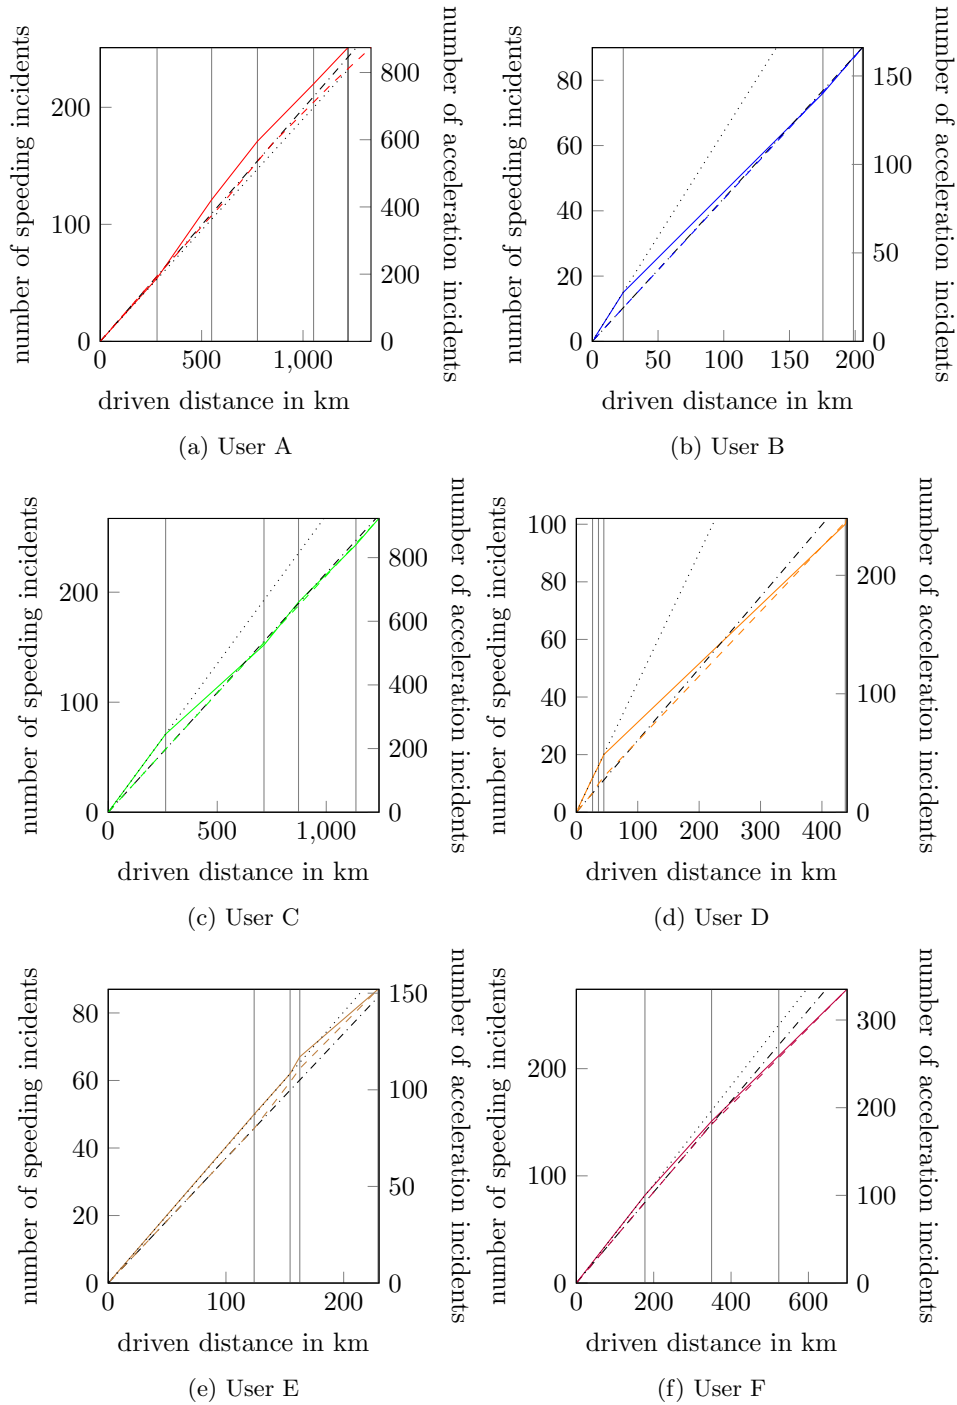 number of speeding incidents
200
100
0
800
600
400
200
0
number of acceleration incidents
0 500 1,000
driven distance in km
(a) User A
number of speeding incidents
80
60
40
20
0
150
100
50
0
number of acceleration incidents
0 50 100 150 200
driven distance in km
(b) User B
number of speeding incidents
200
100
0
800
600
400
200
0
number of acceleration incidents
0 500 1,000
driven distance in km
(c) User C
number of speeding incidents
100
80
60
40
20
0
200
100
0
number of acceleration incidents
0 100 200 300 400
driven distance in km
(d) User D
number of speeding incidents
80
60
40
20
0
150
100
50
0
number of acceleration incidents
0 100 200
driven distance in km
(e) User E
number of speeding incidents
200
100
0
300
200
100
0
number of acceleration incidents
0 200 400 600
driven distance in km
(f) User F